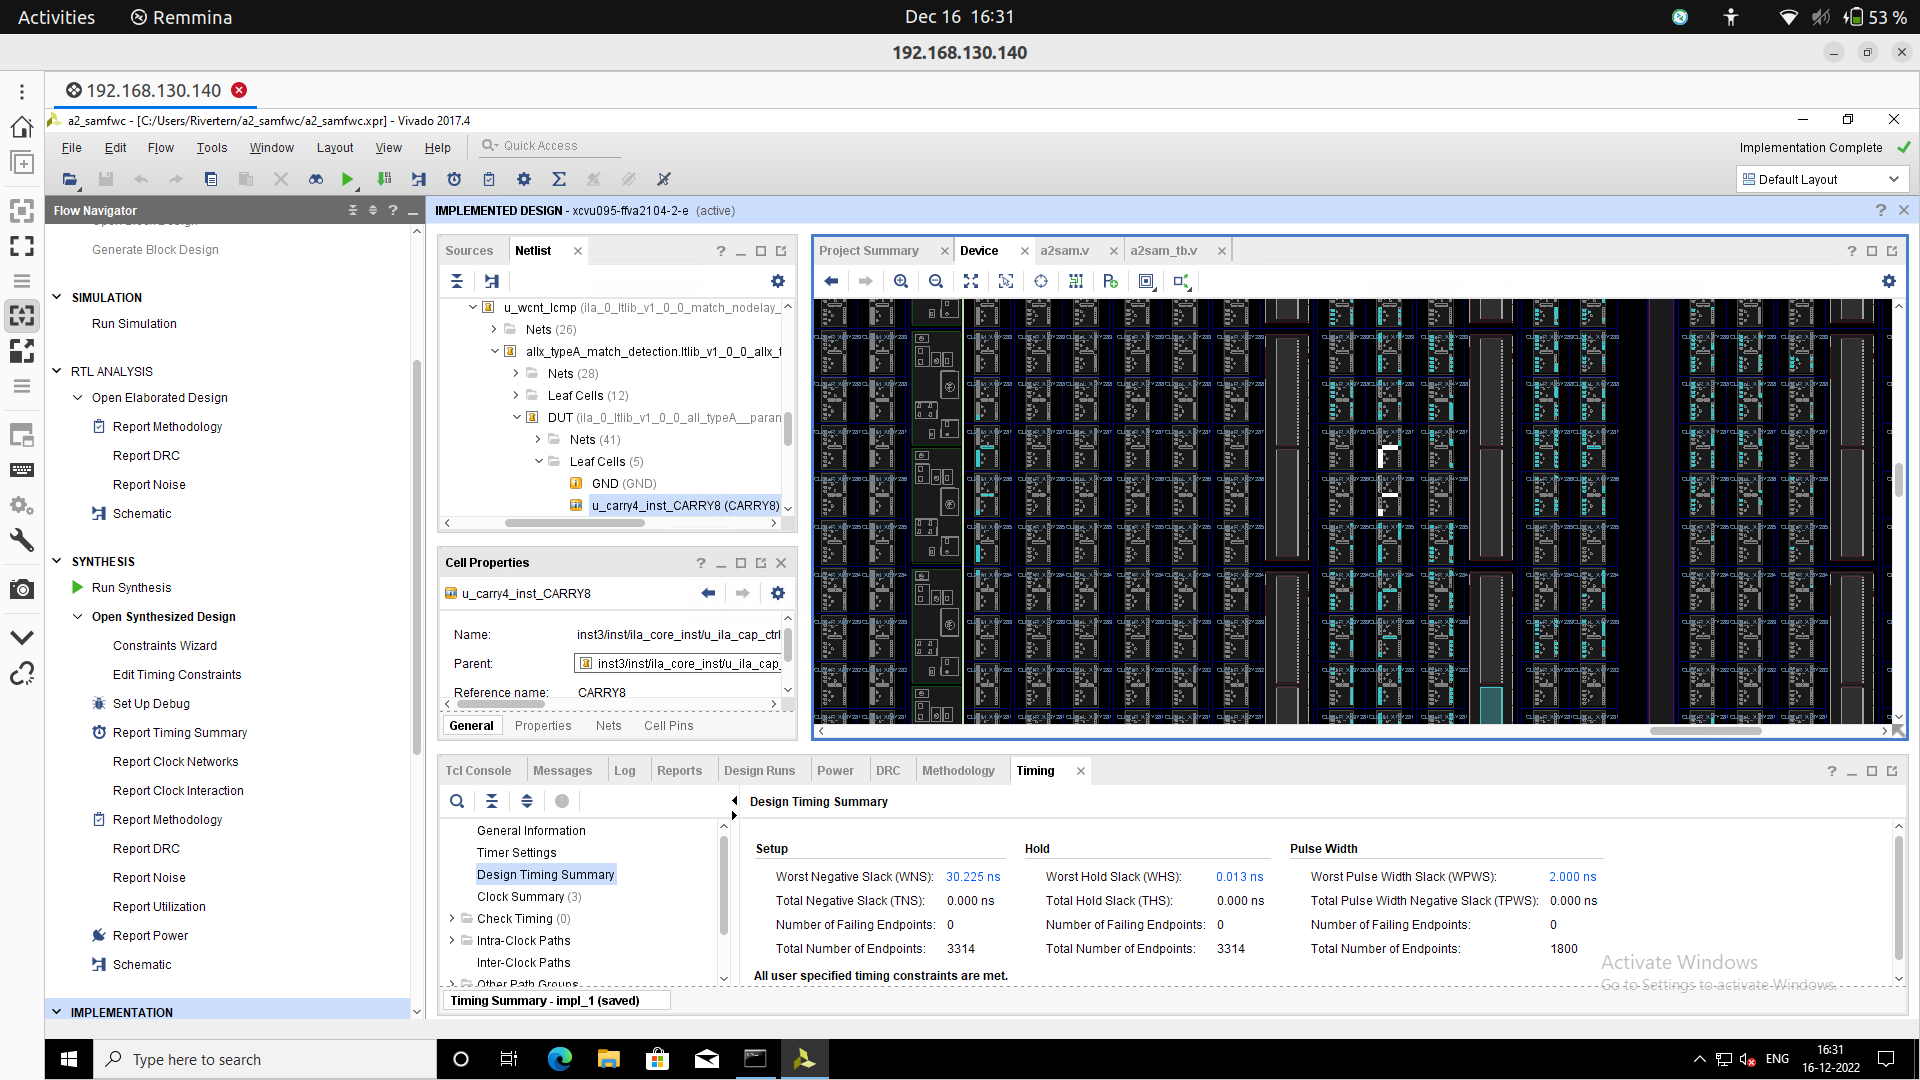 Activities
Remmina
Dec 16 16:31
53 %
192.168.130.140
192.168.130.140
a2_samfwc - [C:/Users/Rivertern/a2_samfwc/a2_samfwc.xpr] - Vivado 2017.4
File Edit Flow Tools Window Layout View Help
Quick Access
Implementation Complete
Default Layout
Flow Navigator
Generate Block Design
SIMULATION
Run Simulation
RTL ANALYSIS
Open Elaborated Design
Report Methodology
Report DRC
Report Noise
Schematic
SYNTHESIS
Run Synthesis
Open Synthesized Design
Constraints Wizard
Edit Timing Constraints
Set Up Debug
Report Timing Summary
Report Clock Networks
Report Clock Interaction
Report Methodology
Report DRC
Report Noise
Report Utilization
Report Power
Schematic
IMPLEMENTATION
IMPLEMENTED DESIGN - xcvu095-ffva2104-2-e (active)
Sources Netlist
u_wcnt_lcmp (ila_0_ltlib_v1_0_0_match_nodelay_
Nets (26)
allx_typeA_match_detection.ltlib_v1_0_0_allx_t
Nets (28)
Leaf Cells (12)
DUT (ila_0_ltlib_v1_0_0_all_typeA__paran
Nets (41)
Leaf Cells (5)
GND (GND)
u_carry4_inst_CARRY8 (CARRY8)
Cell Properties
u_carry4_inst_CARRY8
Name: inst3/inst/ila_core_inst/u_ila_cap_ctrl
Parent: inst3/inst/ila_core_inst/u_ila_cap_
Reference name: CARRY8
General Properties Nets Cell Pins
Project Summary Device a2sam.v a2sam_tb.v
Tcl Console Messages Log Reports Design Runs Power DRC Methodology Timing
General Information
Timer Settings
Design Timing Summary
Clock Summary (3)
Check Timing (0)
Intra-Clock Paths
Inter-Clock Paths
Other Path Groups
Timing Summary - impl_1 (saved)
Design Timing Summary
Setup Hold Pulse Width
Worst Negative Slack (WNS): 30.225 ns Worst Hold Slack (WHS): 0.013 ns Worst Pulse Width Slack (WPWS): 2.000 ns
Total Negative Slack (TNS): 0.000 ns Total Hold Slack (THS): 0.000 ns Total Pulse Width Negative Slack (TPWS): 0.000 ns
Number of Failing Endpoints: 0 Number of Failing Endpoints: 0 Number of Failing Endpoints: 0
Total Number of Endpoints: 3314 Total Number of Endpoints: 3314 Total Number of Endpoints: 1800
All user specified timing constraints are met.
Activate Windows
Go to Settings to activate Windows.
Type here to search
ENG
16:31
16-12-2022